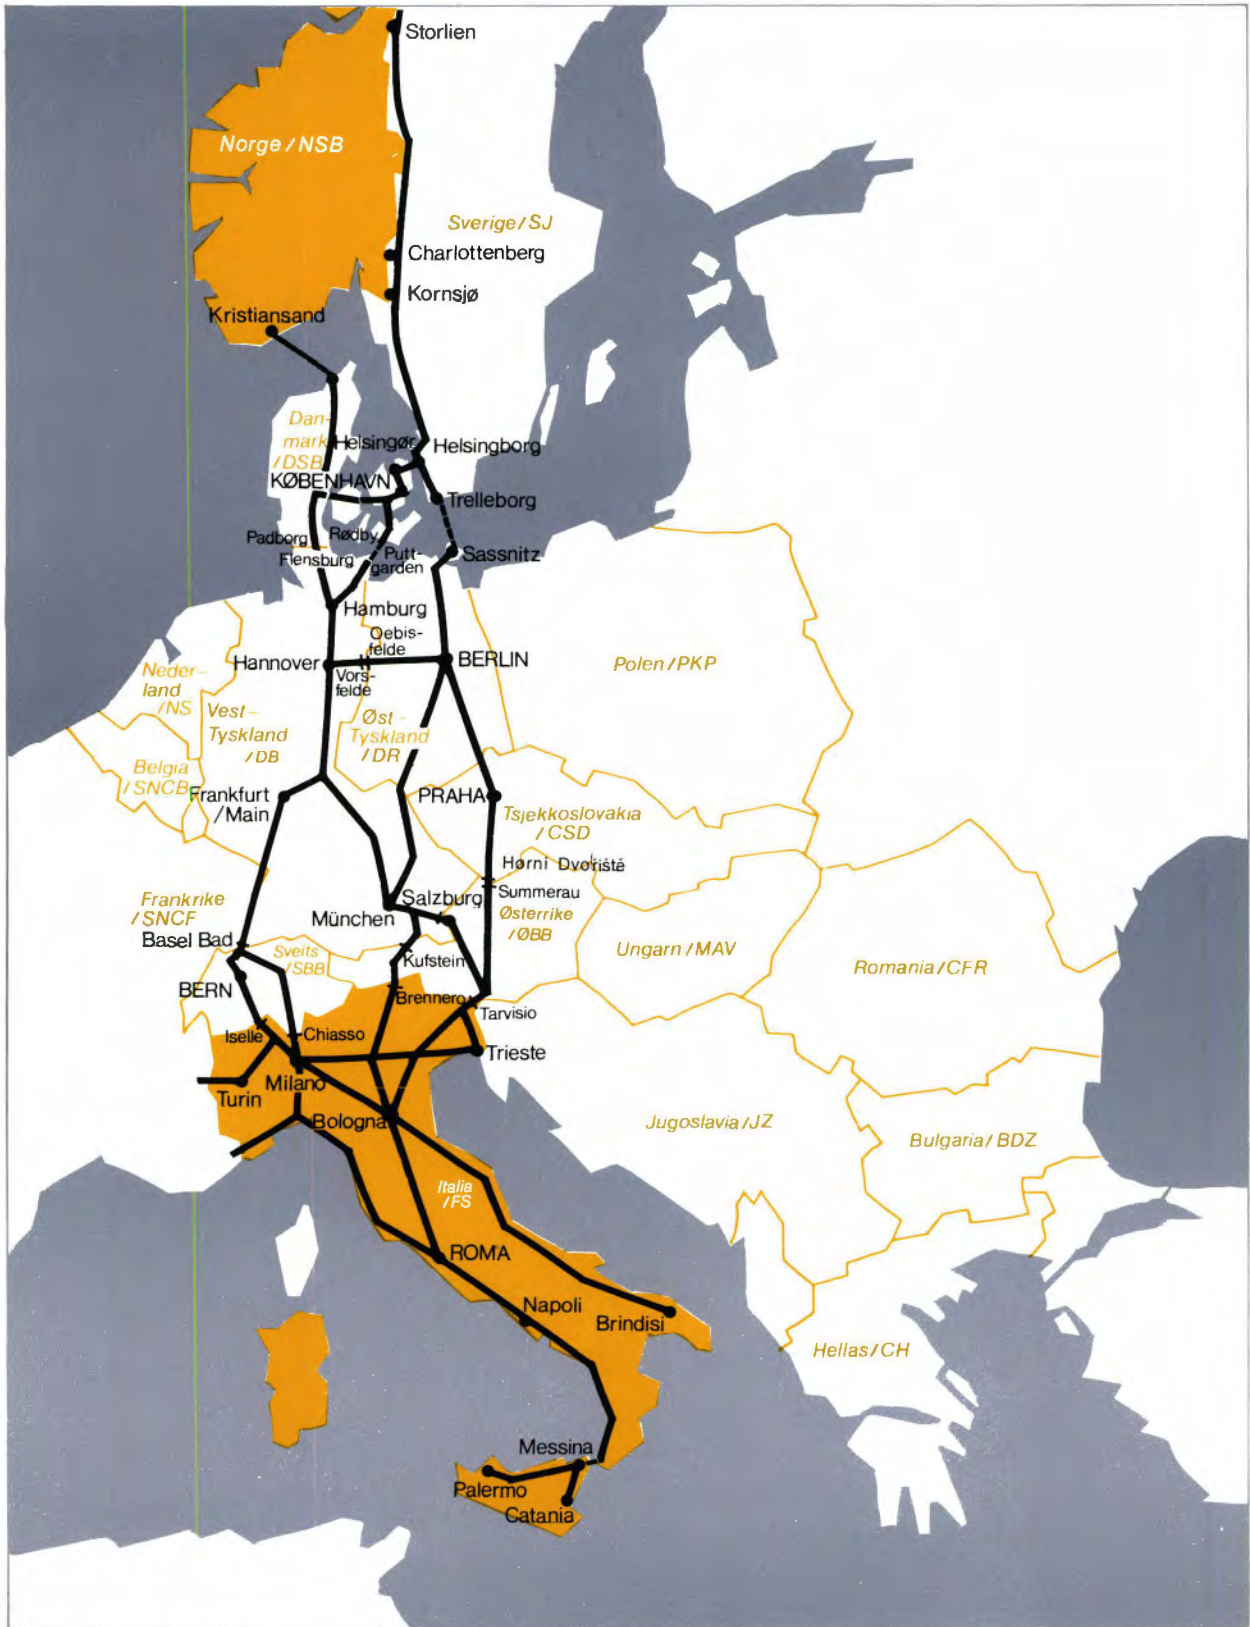 Storlien
Norge / NSB
Sverige / SJ
Charlottenberg
Kornsjø
Kristiansand
Dan-
mark
/DSB
Helsingør
Helsingborg
KØBENHAVN
Trelleborg
Padborg
Rødby
Flensburg
Putt-
garden
Sassnitz
Hamburg
Oebis-
felde
Hannover
BERLIN
Vors-
felde
Polen / PKP
Neder-
land
/NS
Vest-
Tyskland
/DB
Øst-
Tyskland
/DR
Belgia
/SNCB
Frankfurt
/Main
PRAHA
Tsjekkoslovakia
/CSD
Hørni Dvořiště
Summerau
Salzburg
München
Østerrike
/ØBB
Frankrike
/SNCF
Basel Bad
Sveits
/SBB
Kufstein
Ungarn / MAV
Romania / CFR
BERN
Brennero
Tarvisio
Iselle
Chiasso
Trieste
Milano
Turin
Bologna
Jugoslavia / JZ
Bulgaria / BDZ
Italia
/FS
ROMA
Napoli
Brindisi
Hellas / CH
Messina
Palermo
Catania